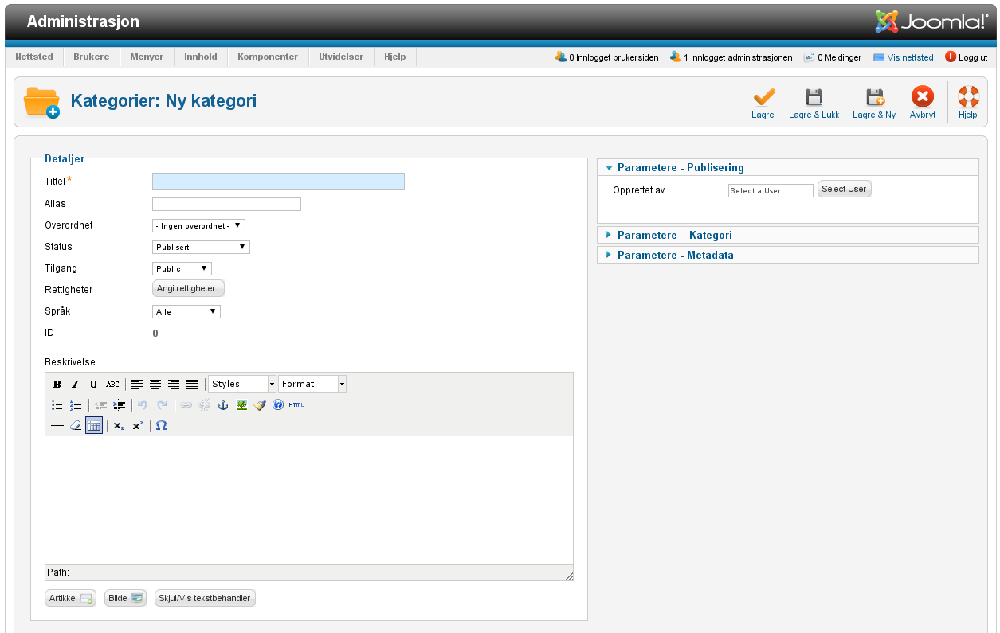 Administrasjon
Joomla!®
Nettsted Brukere Menyer Innhold Komponenter Utvidelser Hjelp 0 Innlogget brukersiden 1 Innlogget administrasjonen 0 Meldinger Vis nettsted Logg ut
Kategorier: Ny kategori
Lagre Lagre & Lukk Lagre & Ny Avbryt Hjelp
Detaljer
Tittel*
Alias
Overordnet - Ingen overordnet -
Status Publisert
Tilgang Public
Rettigheter Angi rettigheter
Språk Alle
ID 0
Beskrivelse
B I U ABC Styles Format
HTML
x₂ x² Ω
Path:
Artikkel Bilde Skjul/Vis tekstbehandler
Parametere - Publisering
Opprettet av Select a User Select User
Parametere – Kategori
Parametere - Metadata